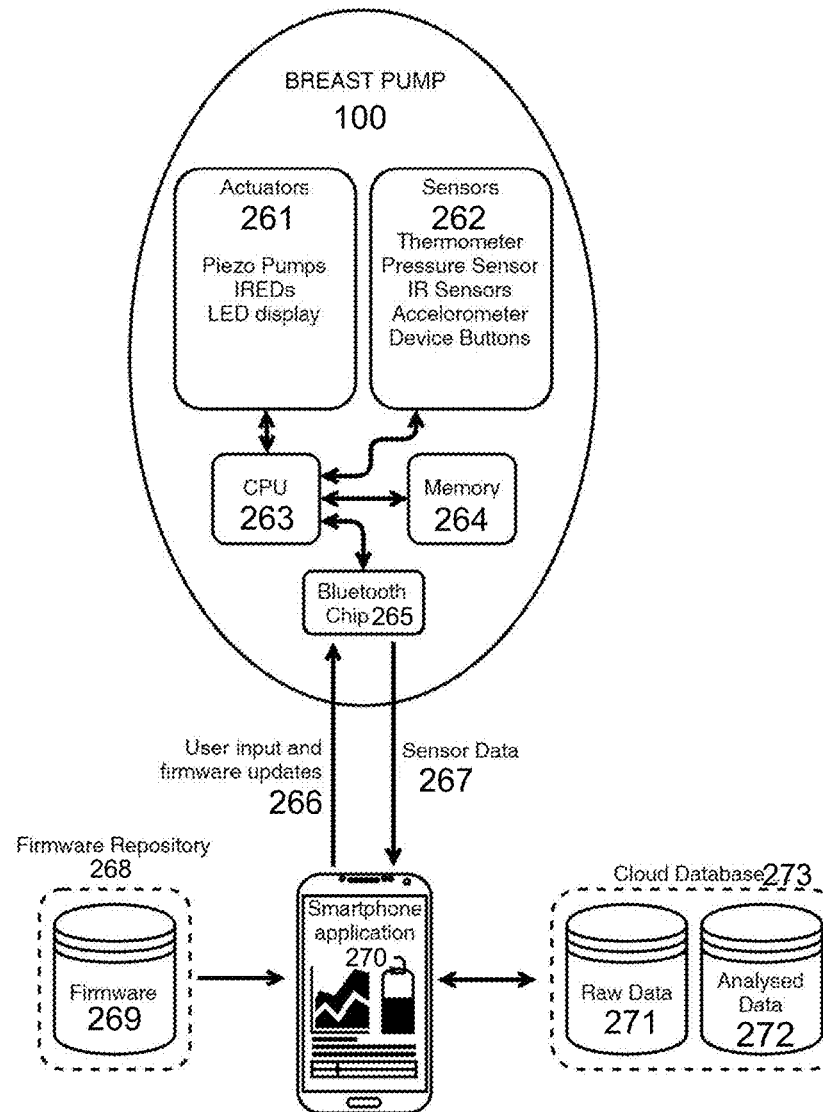 BREAST PUMP
100
Actuators
261
Piezo Pumps
IREDs
LED display
Sensors
262
Thermometer
Pressure Sensor
IR Sensors
Accelorometer
Device Buttons
CPU
263
Memory
264
Bluetooth
Chip 265
User input and
firmware updates
266
Sensor Data
267
Firmware Repository
268
Firmware
269
Smartphone
application
270
Cloud Database 273
Raw Data
271
Analysed
Data
272